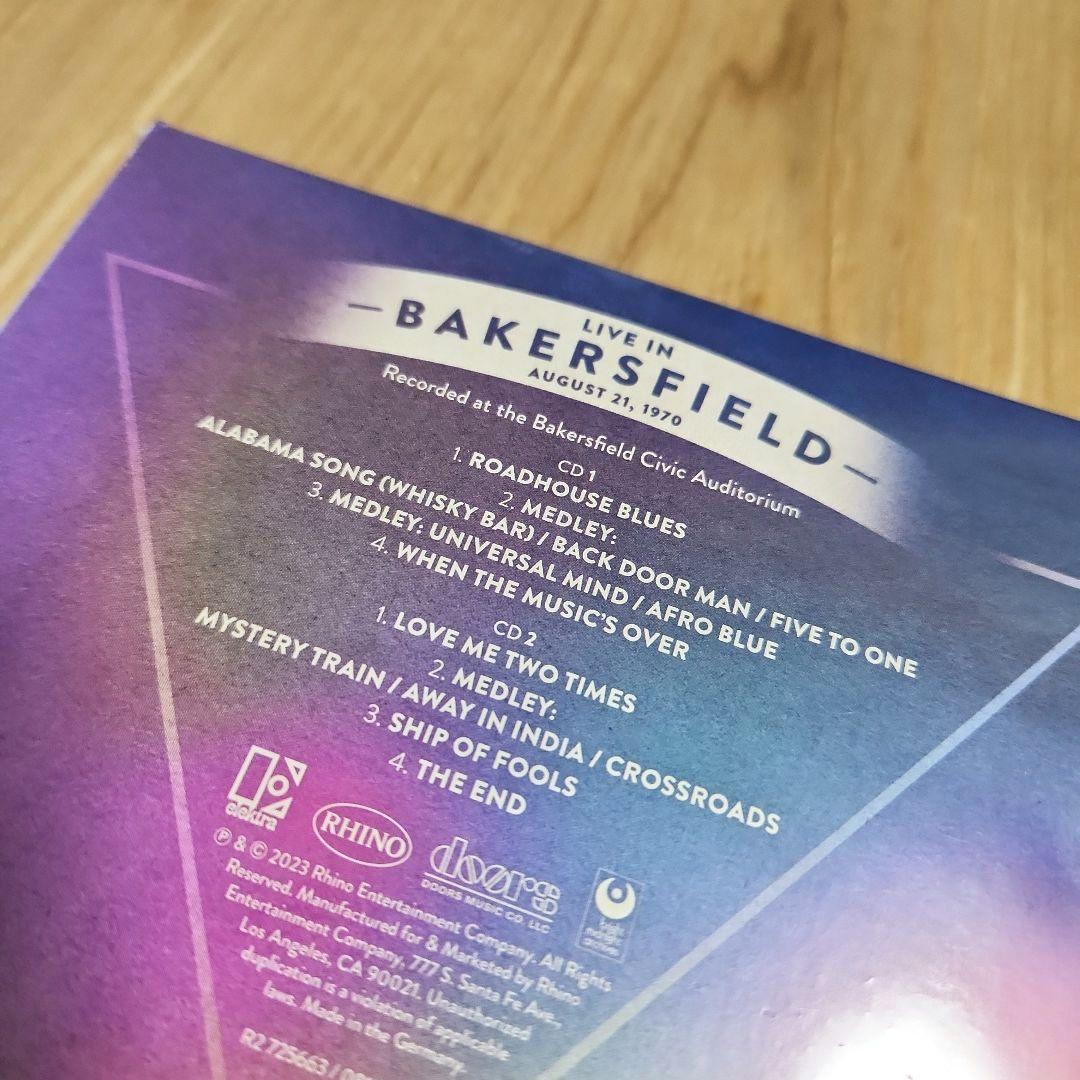 LIVE IN
— BAKERSFIELD —
AUGUST 21, 1970
Recorded at the Bakersfield Civic Auditorium
CD 1
1. ROADHOUSE BLUES
2. MEDLEY:
ALABAMA SONG (WHISKY BAR) / BACK DOOR MAN / FIVE TO ONE
3. MEDLEY: UNIVERSAL MIND / AFRO BLUE
4. WHEN THE MUSIC'S OVER
CD 2
1. LOVE ME TWO TIMES
2. MEDLEY:
MYSTERY TRAIN / AWAY IN INDIA / CROSSROADS
3. SHIP OF FOOLS
4. THE END
elektra
RHINO
doors
DOORS MUSIC CO. LLC
bright
midnight
archives
℗ & © 2023 Rhino Entertainment Company. All Rights
Reserved. Manufactured for & Marketed by Rhino
Entertainment Company, 777 S. Santa Fe Ave.,
Los Angeles, CA 90021. Unauthorized
duplication is a violation of applicable
laws. Made in the Germany.
R2 725663 /